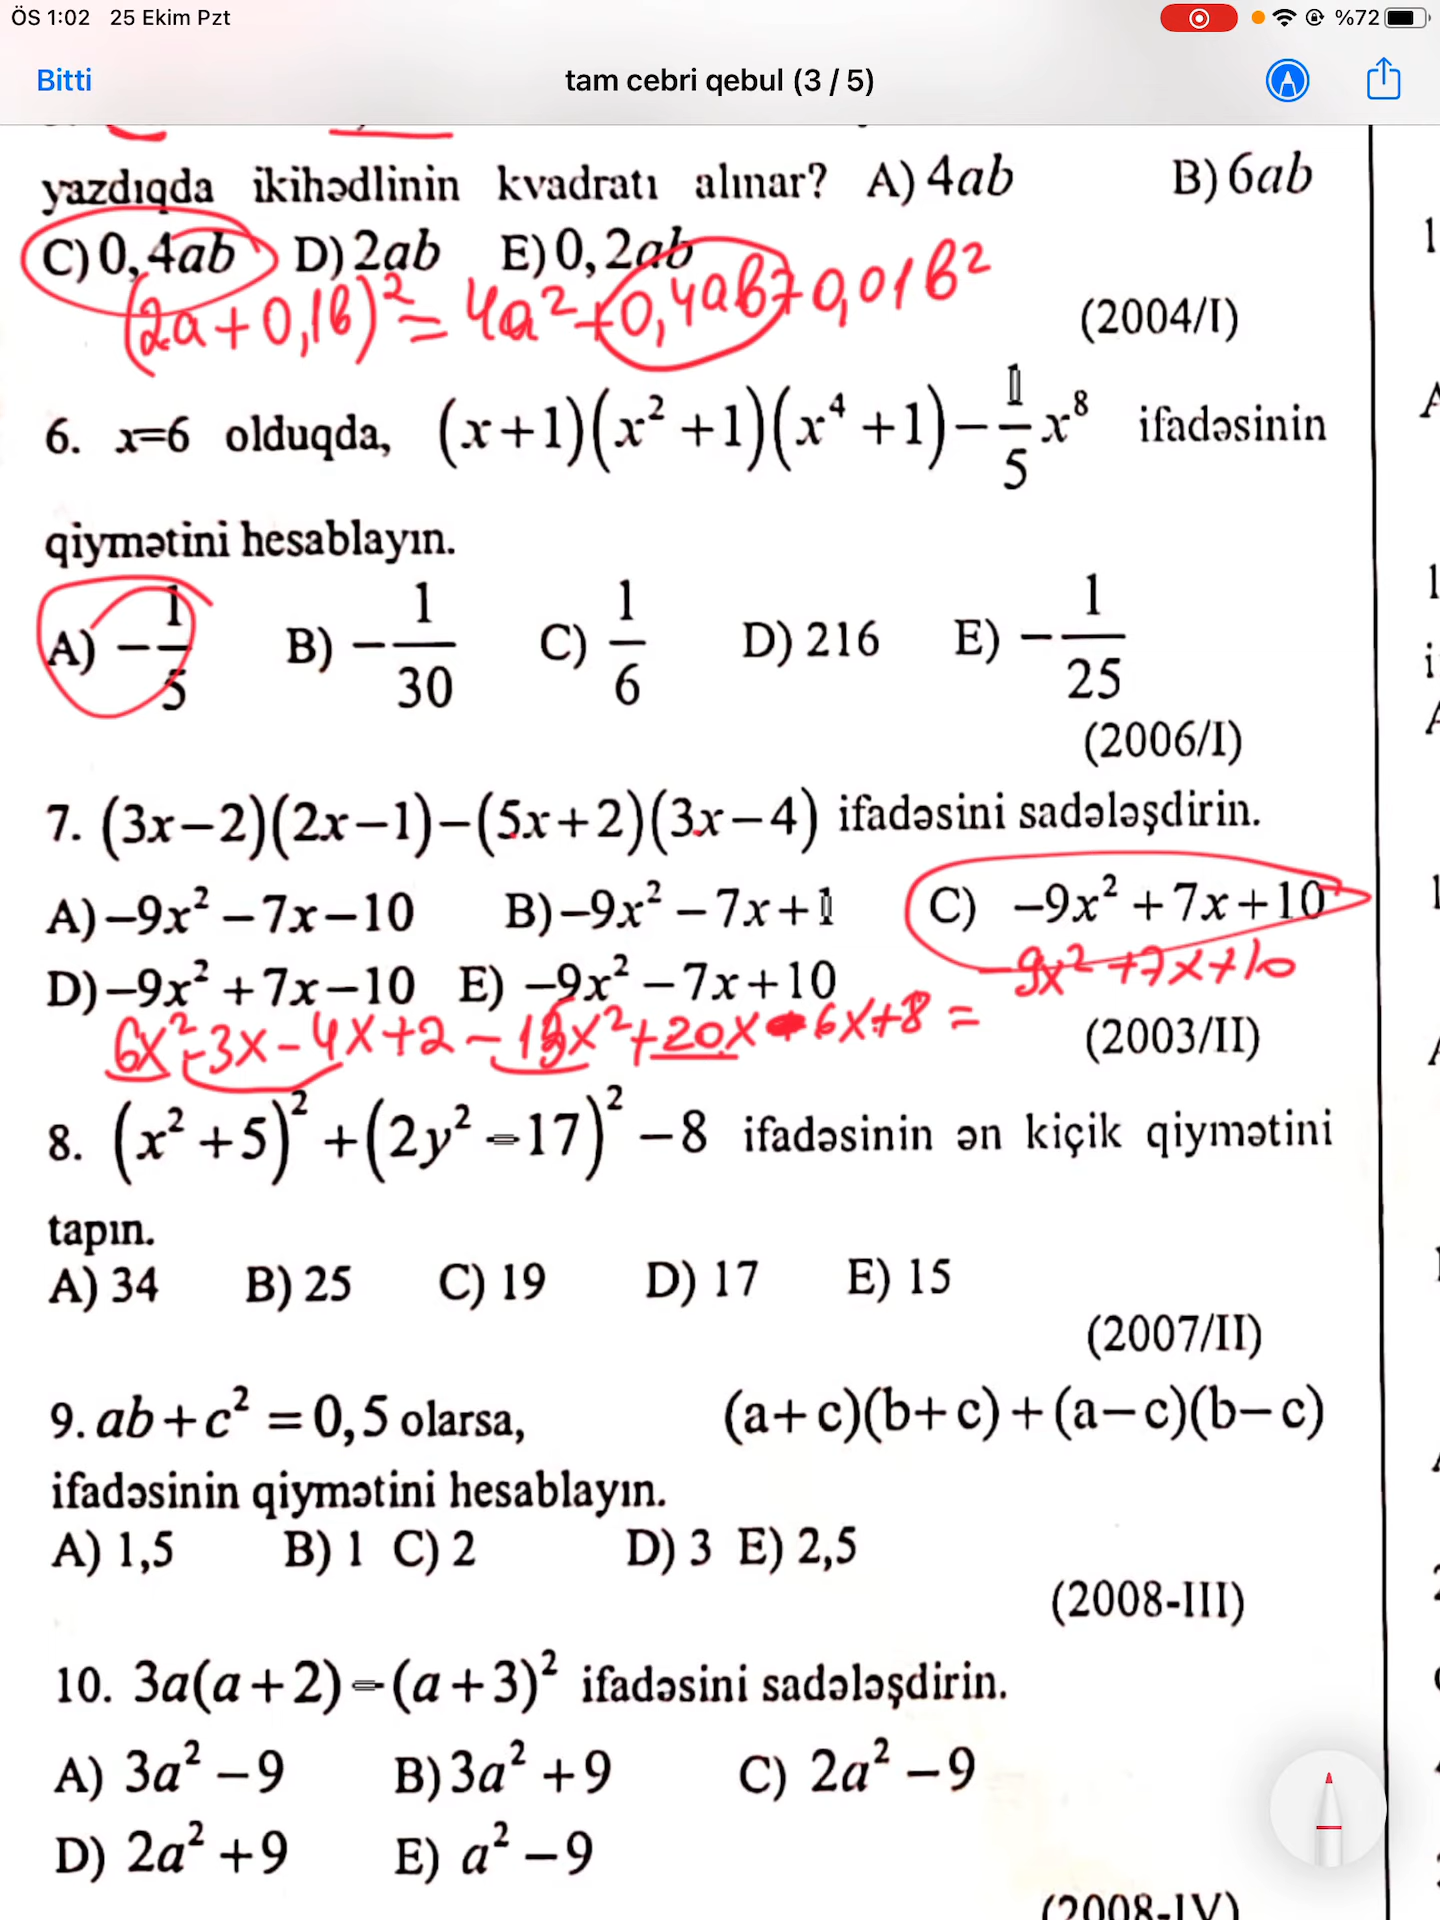 ÖS 1:02 25 Ekim Pzt %72
Bitti tam cebri qebul (3 / 5)
yazdıqda ikihədlinin kvadratı alınar? A) 4ab B) 6ab
C) 0,4ab D) 2ab E) 0,2ab
(2a+0,1b)² = 4a²+0,4ab+0,01b²
(2004/I)
6. x=6 olduqda, (x+1)(x²+1)(x⁴+1)−1/5x⁸ ifadəsinin
qiymətini hesablayın.
A) −1/5 B) −1/30 C) 1/6 D) 216 E) −1/25
(2006/I)
7. (3x−2)(2x−1)−(5x+2)(3x−4) ifadəsini sadələşdirin.
A) −9x²−7x−10 B) −9x²−7x+1 C) −9x²+7x+10
−9x²+7x+10
D) −9x²+7x−10 E) −9x²−7x+10
6x²−3x−4x+2−15x²+20x−6x+8=
(2003/II)
8. (x²+5)²+(2y²−17)²−8 ifadəsinin ən kiçik qiymətini
tapın.
A) 34 B) 25 C) 19 D) 17 E) 15
(2007/II)
9. ab+c²=0,5 olarsa, (a+c)(b+c)+(a−c)(b−c)
ifadəsinin qiymətini hesablayın.
A) 1,5 B) 1 C) 2 D) 3 E) 2,5
(2008-III)
10. 3a(a+2)−(a+3)² ifadəsini sadələşdirin.
A) 3a²−9 B) 3a²+9 C) 2a²−9
D) 2a²+9 E) a²−9
(2008-IV)